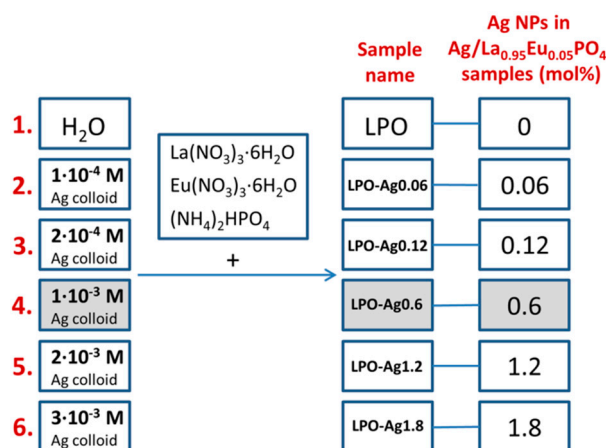 Sample name
Ag NPs in
Ag/La₀.₉₅Eu₀.₀₅PO₄
samples (mol%)
1. H₂O
LPO
0
2. 1·10⁻⁴ M
Ag colloid
LPO-Ag0.06
0.06
3. 2·10⁻⁴ M
Ag colloid
LPO-Ag0.12
0.12
4. 1·10⁻³ M
Ag colloid
LPO-Ag0.6
0.6
5. 2·10⁻³ M
Ag colloid
LPO-Ag1.2
1.2
6. 3·10⁻³ M
Ag colloid
LPO-Ag1.8
1.8
La(NO₃)₃·6H₂O
Eu(NO₃)₃·6H₂O
(NH₄)₂HPO₄
+